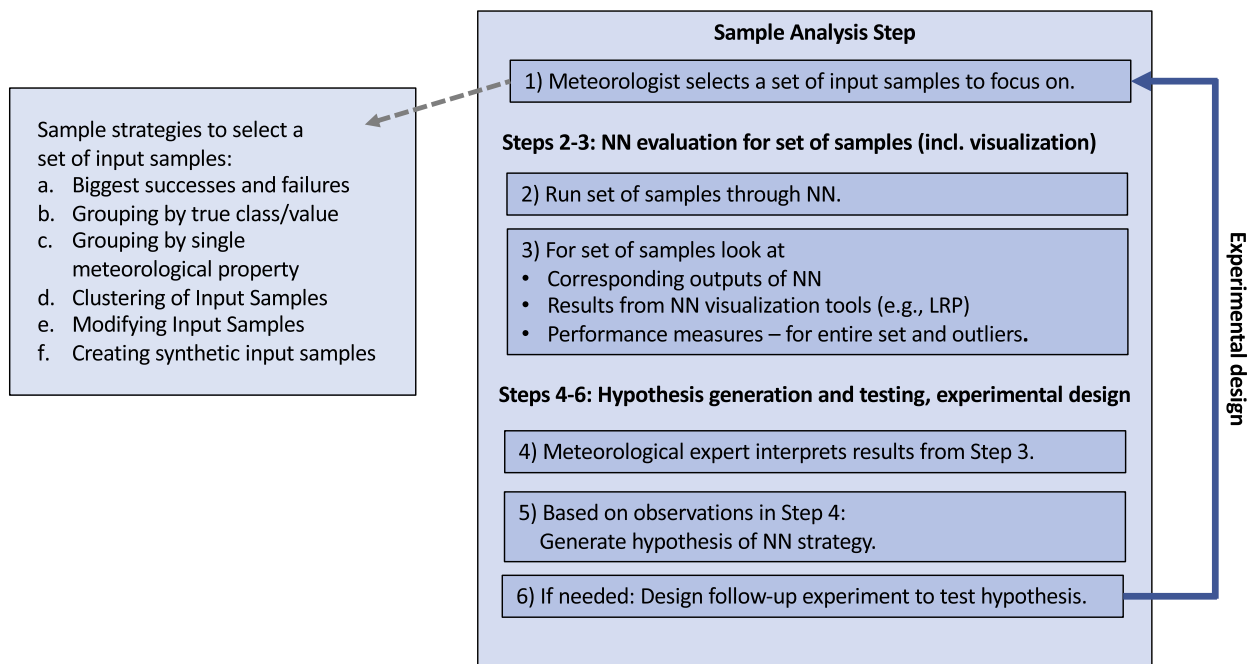 Sample Analysis Step
1) Meteorologist selects a set of input samples to focus on.
Sample strategies to select a
set of input samples:
a. Biggest successes and failures
b. Grouping by true class/value
c. Grouping by single
meteorological property
d. Clustering of Input Samples
e. Modifying Input Samples
f. Creating synthetic input samples
Steps 2-3: NN evaluation for set of samples (incl. visualization)
2) Run set of samples through NN.
3) For set of samples look at
• Corresponding outputs of NN
• Results from NN visualization tools (e.g., LRP)
• Performance measures – for entire set and outliers.
Steps 4-6: Hypothesis generation and testing, experimental design
4) Meteorological expert interprets results from Step 3.
5) Based on observations in Step 4:
Generate hypothesis of NN strategy.
6) If needed: Design follow-up experiment to test hypothesis.
Experimental design